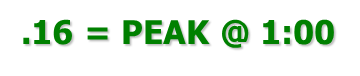 .16 = PEAK @ 1:00